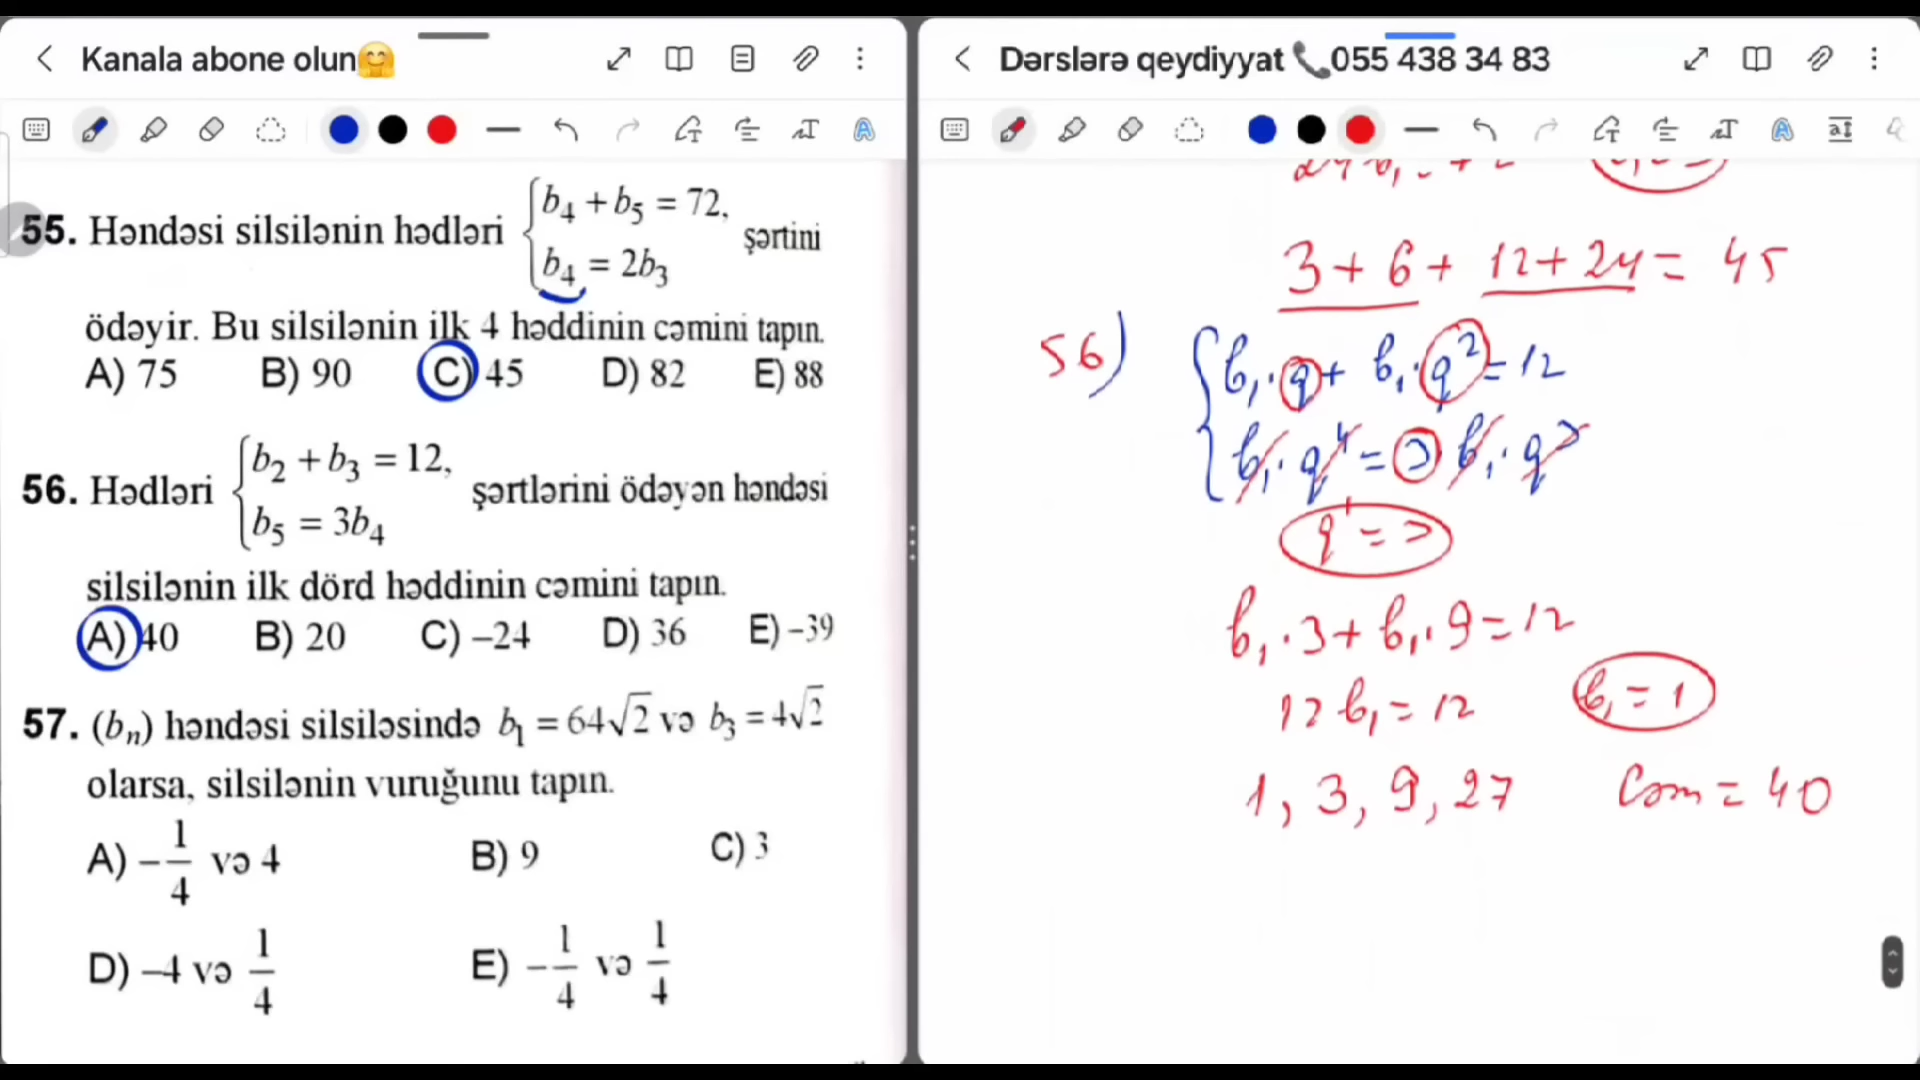 Kanala abone olun🤗
55. Həndəsi silsilənin hədləri { b₄ + b₅ = 72, b₄ = 2b₃ şərtini
ödəyir. Bu silsilənin ilk 4 həddinin cəmini tapın.
A) 75 B) 90 C) 45 D) 82 E) 88
56. Hədləri { b₂ + b₃ = 12, b₅ = 3b₄ şərtlərini ödəyən həndəsi
silsilənin ilk dörd həddinin cəmini tapın.
A) 40 B) 20 C) –24 D) 36 E) –39
57. (bₙ) həndəsi silsiləsində b₁ = 64√2 və b₃ = 4√2
olarsa, silsilənin vuruğunu tapın.
A) –1/4 və 4 B) 9 C) 3
D) –4 və 1/4 E) –1/4 və 1/4
Dərslərə qeydiyyat 📞055 438 34 83
3 + 6 + 12 + 24 = 45
56) { b₁ · q + b₁ · q² = 12
b₁ · q⁴ = 3 b₁ · q³
q¹ = 3
b₁ · 3 + b₁ · 9 = 12
12 b₁ = 12 b₁ = 1
1, 3, 9, 27 Cəm = 40